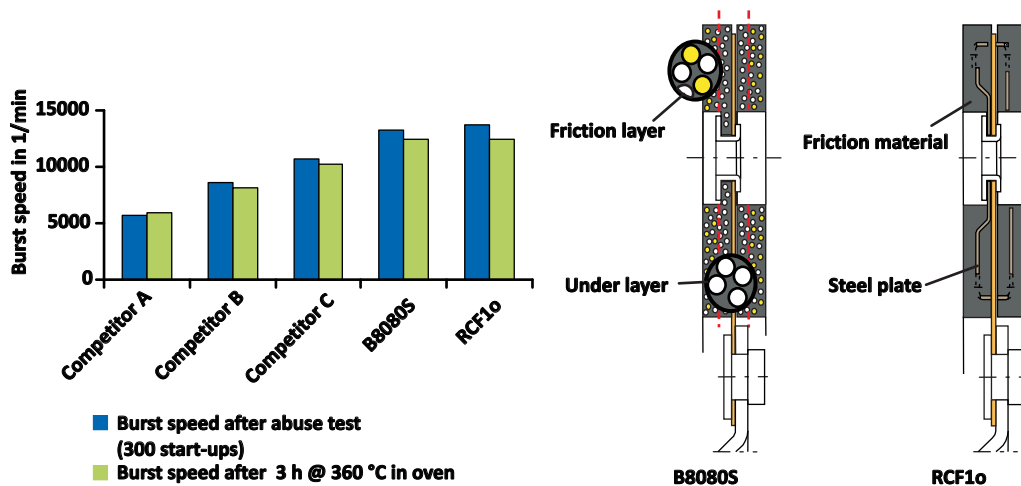 Burst speed in 1/min
15000
10000
5000
0
Competitor A
Competitor B
Competitor C
B8080S
RCF1o
Burst speed after abuse test
(300 start-ups)
Burst speed after 3 h @ 360 °C in oven
Friction layer
Under layer
B8080S
Friction material
Steel plate
RCF1o